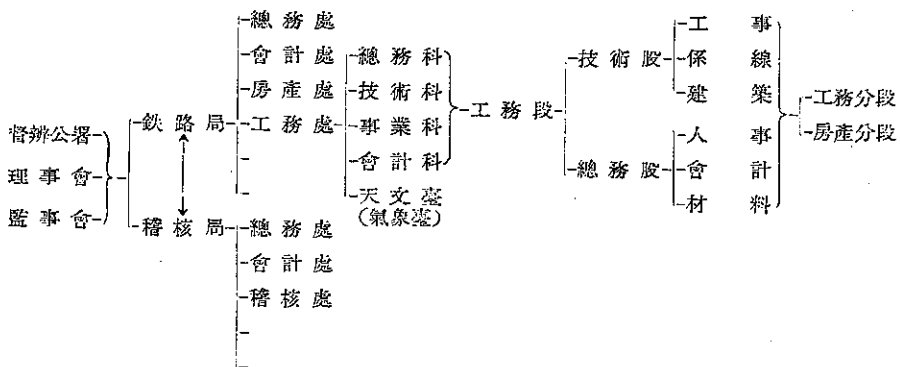 督辦公署
理事會
監事會
鉄路局
稽核局
總務處
會計處
房産處
工務處
總務處
會計處
稽核處
總務科
技術科
事業科
會計科
天文臺
(氣象臺)
工務段
技術股
總務股
工事
係線
建築
人事
會計
材料
工務分段
房産分段